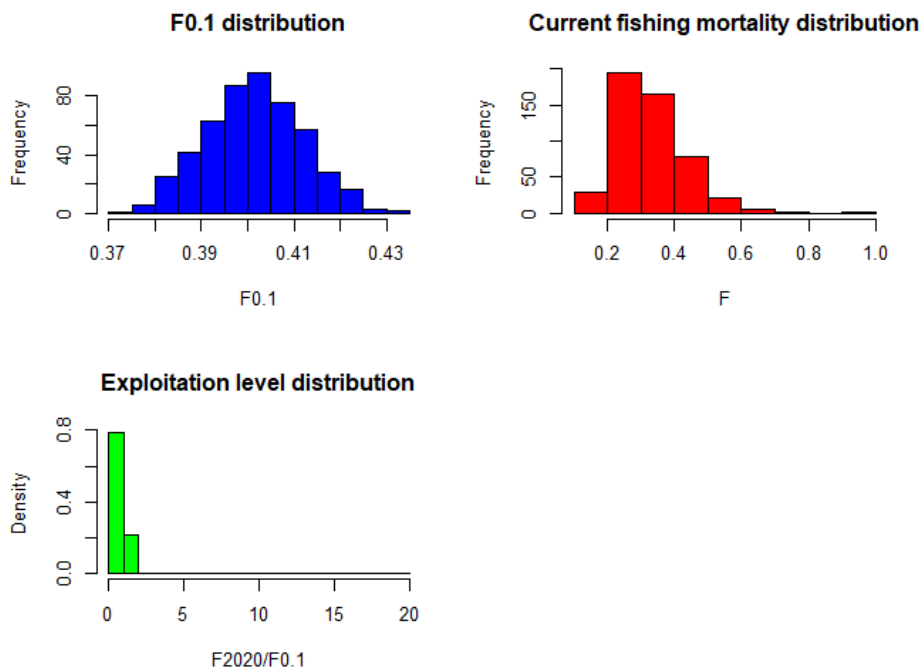 F0.1 distribution
Frequency
0 40 80
0.37 0.39 0.41 0.43
F0.1
Current fishing mortality distribution
Frequency
0 50 150
0.2 0.4 0.6 0.8 1.0
F
Exploitation level distribution
Density
0.0 0.4 0.8
0 5 10 15 20
F2020/F0.1